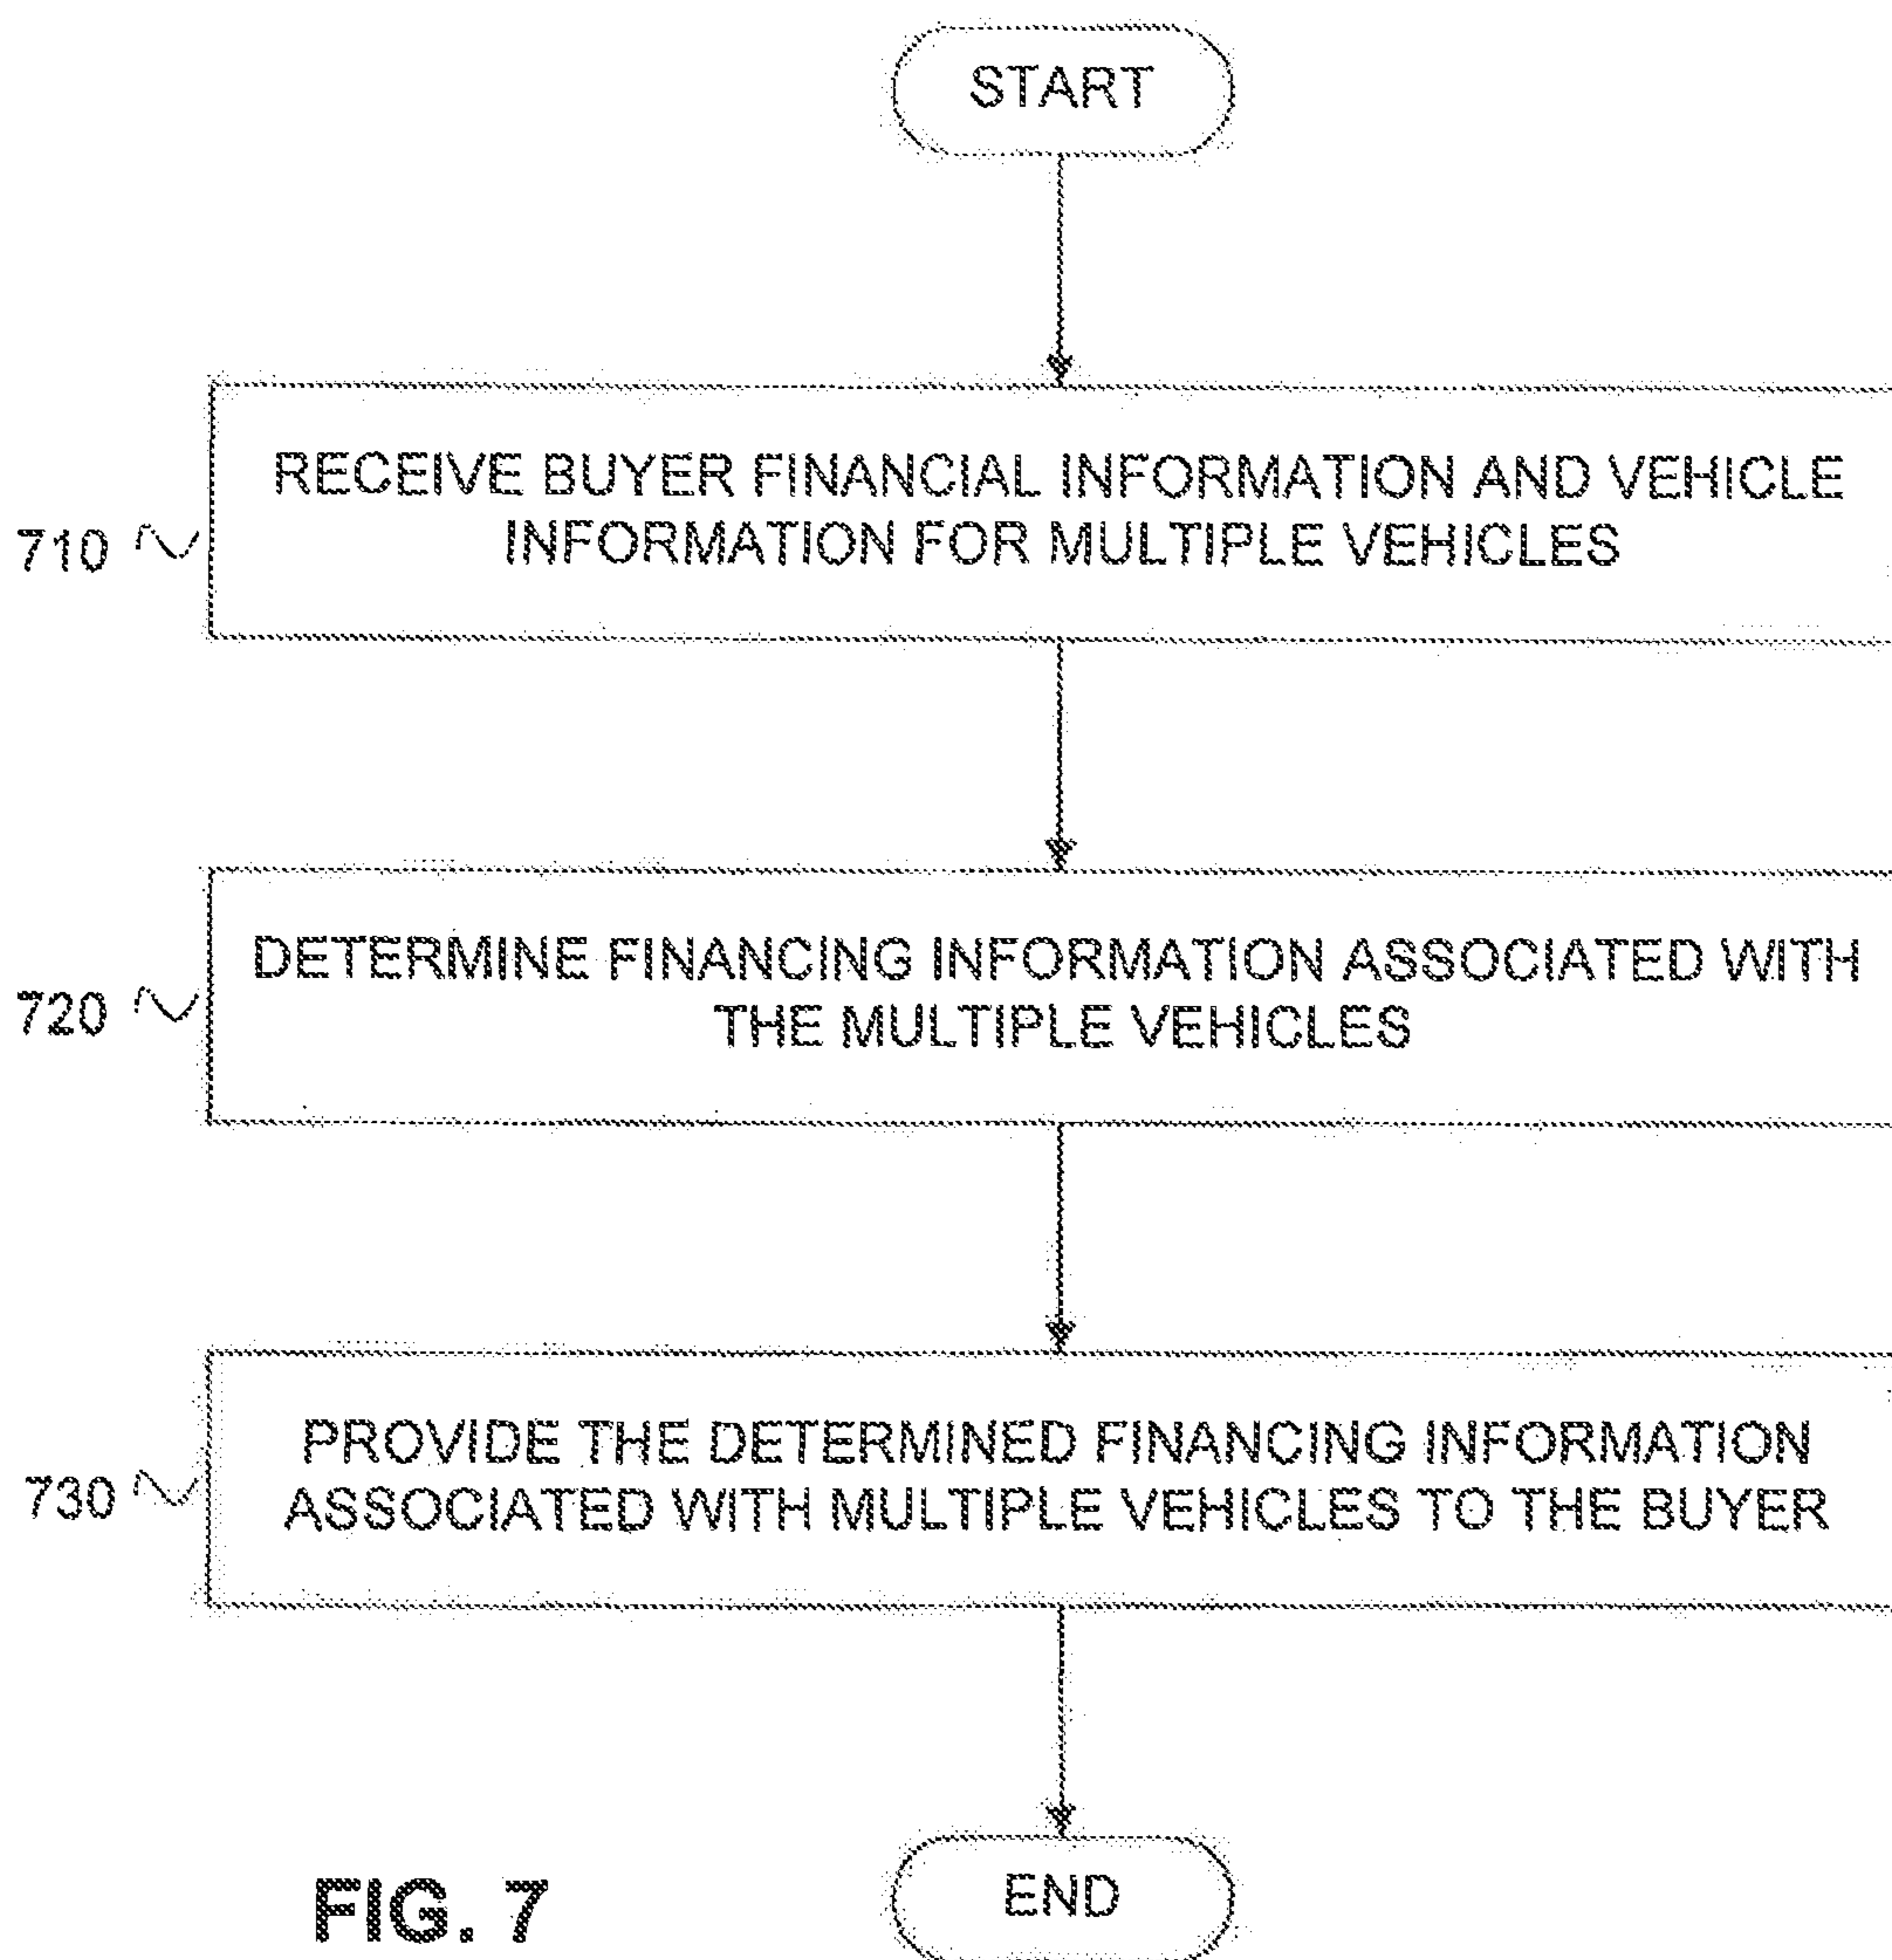 START
RECEIVE BUYER FINANCIAL INFORMATION AND VEHICLE
INFORMATION FOR MULTIPLE VEHICLES
710
DETERMINE FINANCING INFORMATION ASSOCIATED WITH
THE MULTIPLE VEHICLES
720
PROVIDE THE DETERMINED FINANCING INFORMATION
ASSOCIATED WITH MULTIPLE VEHICLES TO THE BUYER
730
END
FIG. 7